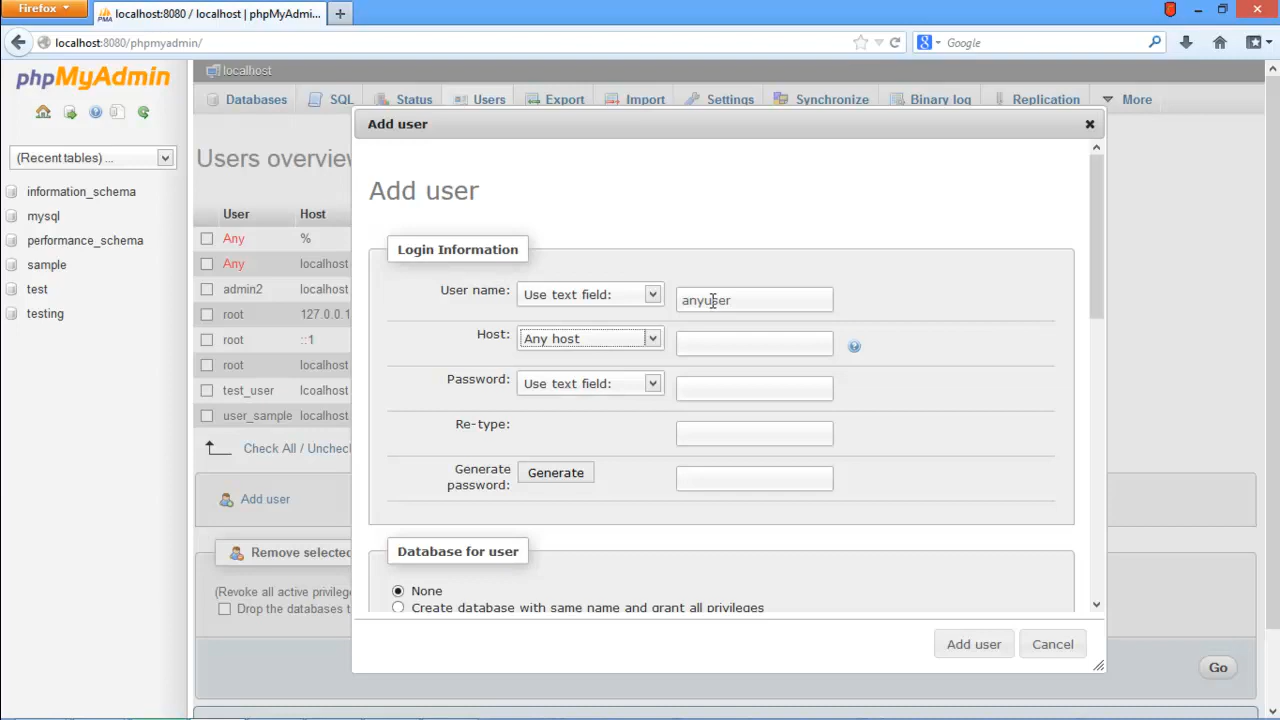 Firefox
localhost:8080 / localhost | phpMyAdmi...
localhost:8080/phpmyadmin/
Google
phpMyAdmin
(Recent tables) ...
information_schema
mysql
performance_schema
sample
test
testing
localhost
Databases SQL Status Users Export Import Settings Synchronize Binary log Replication More
Users overvie
User Host
Any %
Any localhost
admin2 localhost
root 127.0.0.1
root ::1
root localhost
test_user lcoalhost
user_sample localhost
Check All / Unchec
Add user
Remove selecte
(Revoke all active privileg
Drop the databases t
Go
Add user
Add user
Login Information
User name: Use text field: anyuser
Host: Any host
Password: Use text field:
Re-type:
Generate password: Generate
Database for user
None
Create database with same name and grant all privileges
Add user Cancel